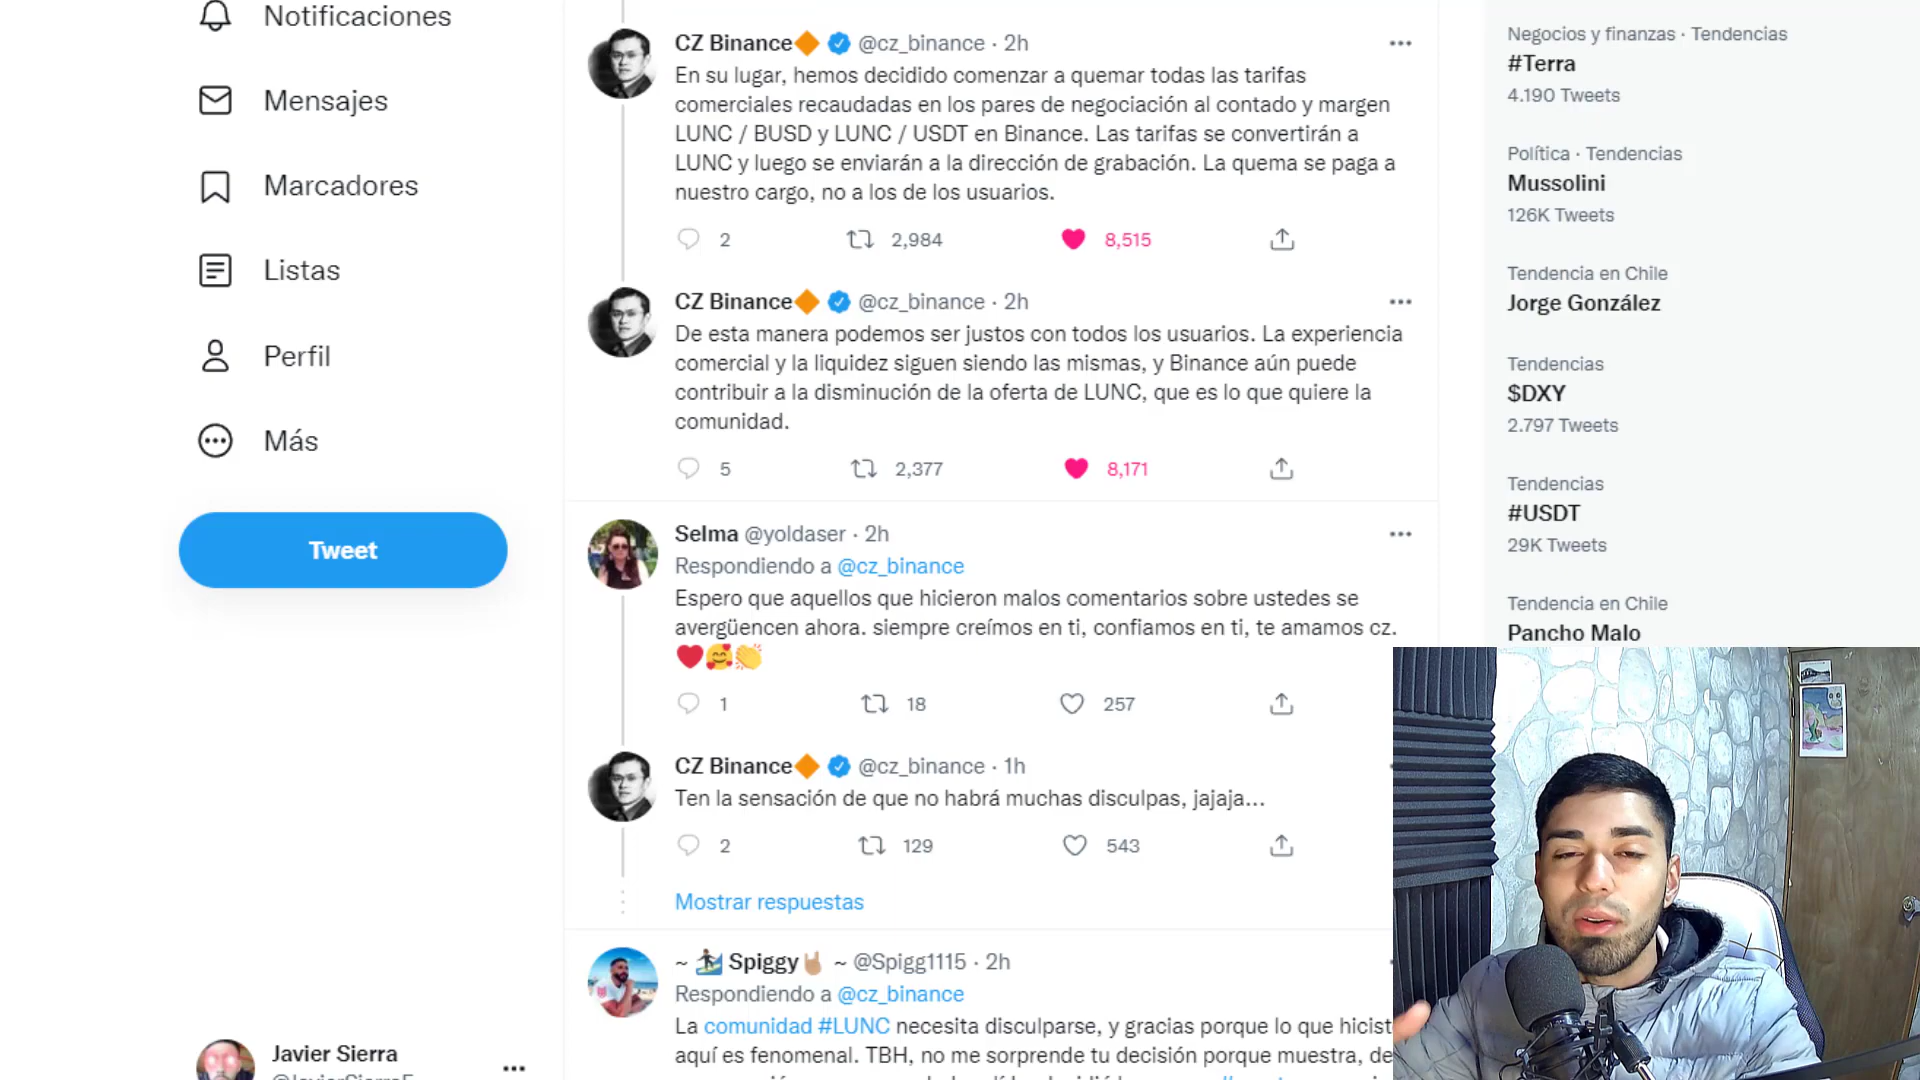 Notificaciones
Mensajes
Marcadores
Listas
Perfil
Más
Tweet
Javier Sierra
CZ Binance🔶 @cz_binance · 2h
En su lugar, hemos decidido comenzar a quemar todas las tarifas
comerciales recaudadas en los pares de negociación al contado y margen
LUNC / BUSD y LUNC / USDT en Binance. Las tarifas se convertirán a
LUNC y luego se enviarán a la dirección de grabación. La quema se paga a
nuestro cargo, no a los de los usuarios.
2 2,984 8,515
CZ Binance🔶 @cz_binance · 2h
De esta manera podemos ser justos con todos los usuarios. La experiencia
comercial y la liquidez siguen siendo las mismas, y Binance aún puede
contribuir a la disminución de la oferta de LUNC, que es lo que quiere la
comunidad.
5 2,377 8,171
Selma @yoldaser · 2h
Respondiendo a @cz_binance
Espero que aquellos que hicieron malos comentarios sobre ustedes se
avergüencen ahora. siempre creímos en ti, confiamos en ti, te amamos cz.
❤️🥰👏
1 18 257
CZ Binance🔶 @cz_binance · 1h
Ten la sensación de que no habrá muchas disculpas, jajaja...
2 129 543
Mostrar respuestas
~ 🏄🏽‍♂️ Spiggy🤘🏽 ~ @Spigg1115 · 2h
Respondiendo a @cz_binance
La comunidad #LUNC necesita disculparse, y gracias porque lo que hicist
aquí es fenomenal. TBH, no me sorprende tu decisión porque muestra, de
Negocios y finanzas · Tendencias
#Terra
4.190 Tweets
Política · Tendencias
Mussolini
126K Tweets
Tendencia en Chile
Jorge González
Tendencias
$DXY
2.797 Tweets
Tendencias
#USDT
29K Tweets
Tendencia en Chile
Pancho Malo